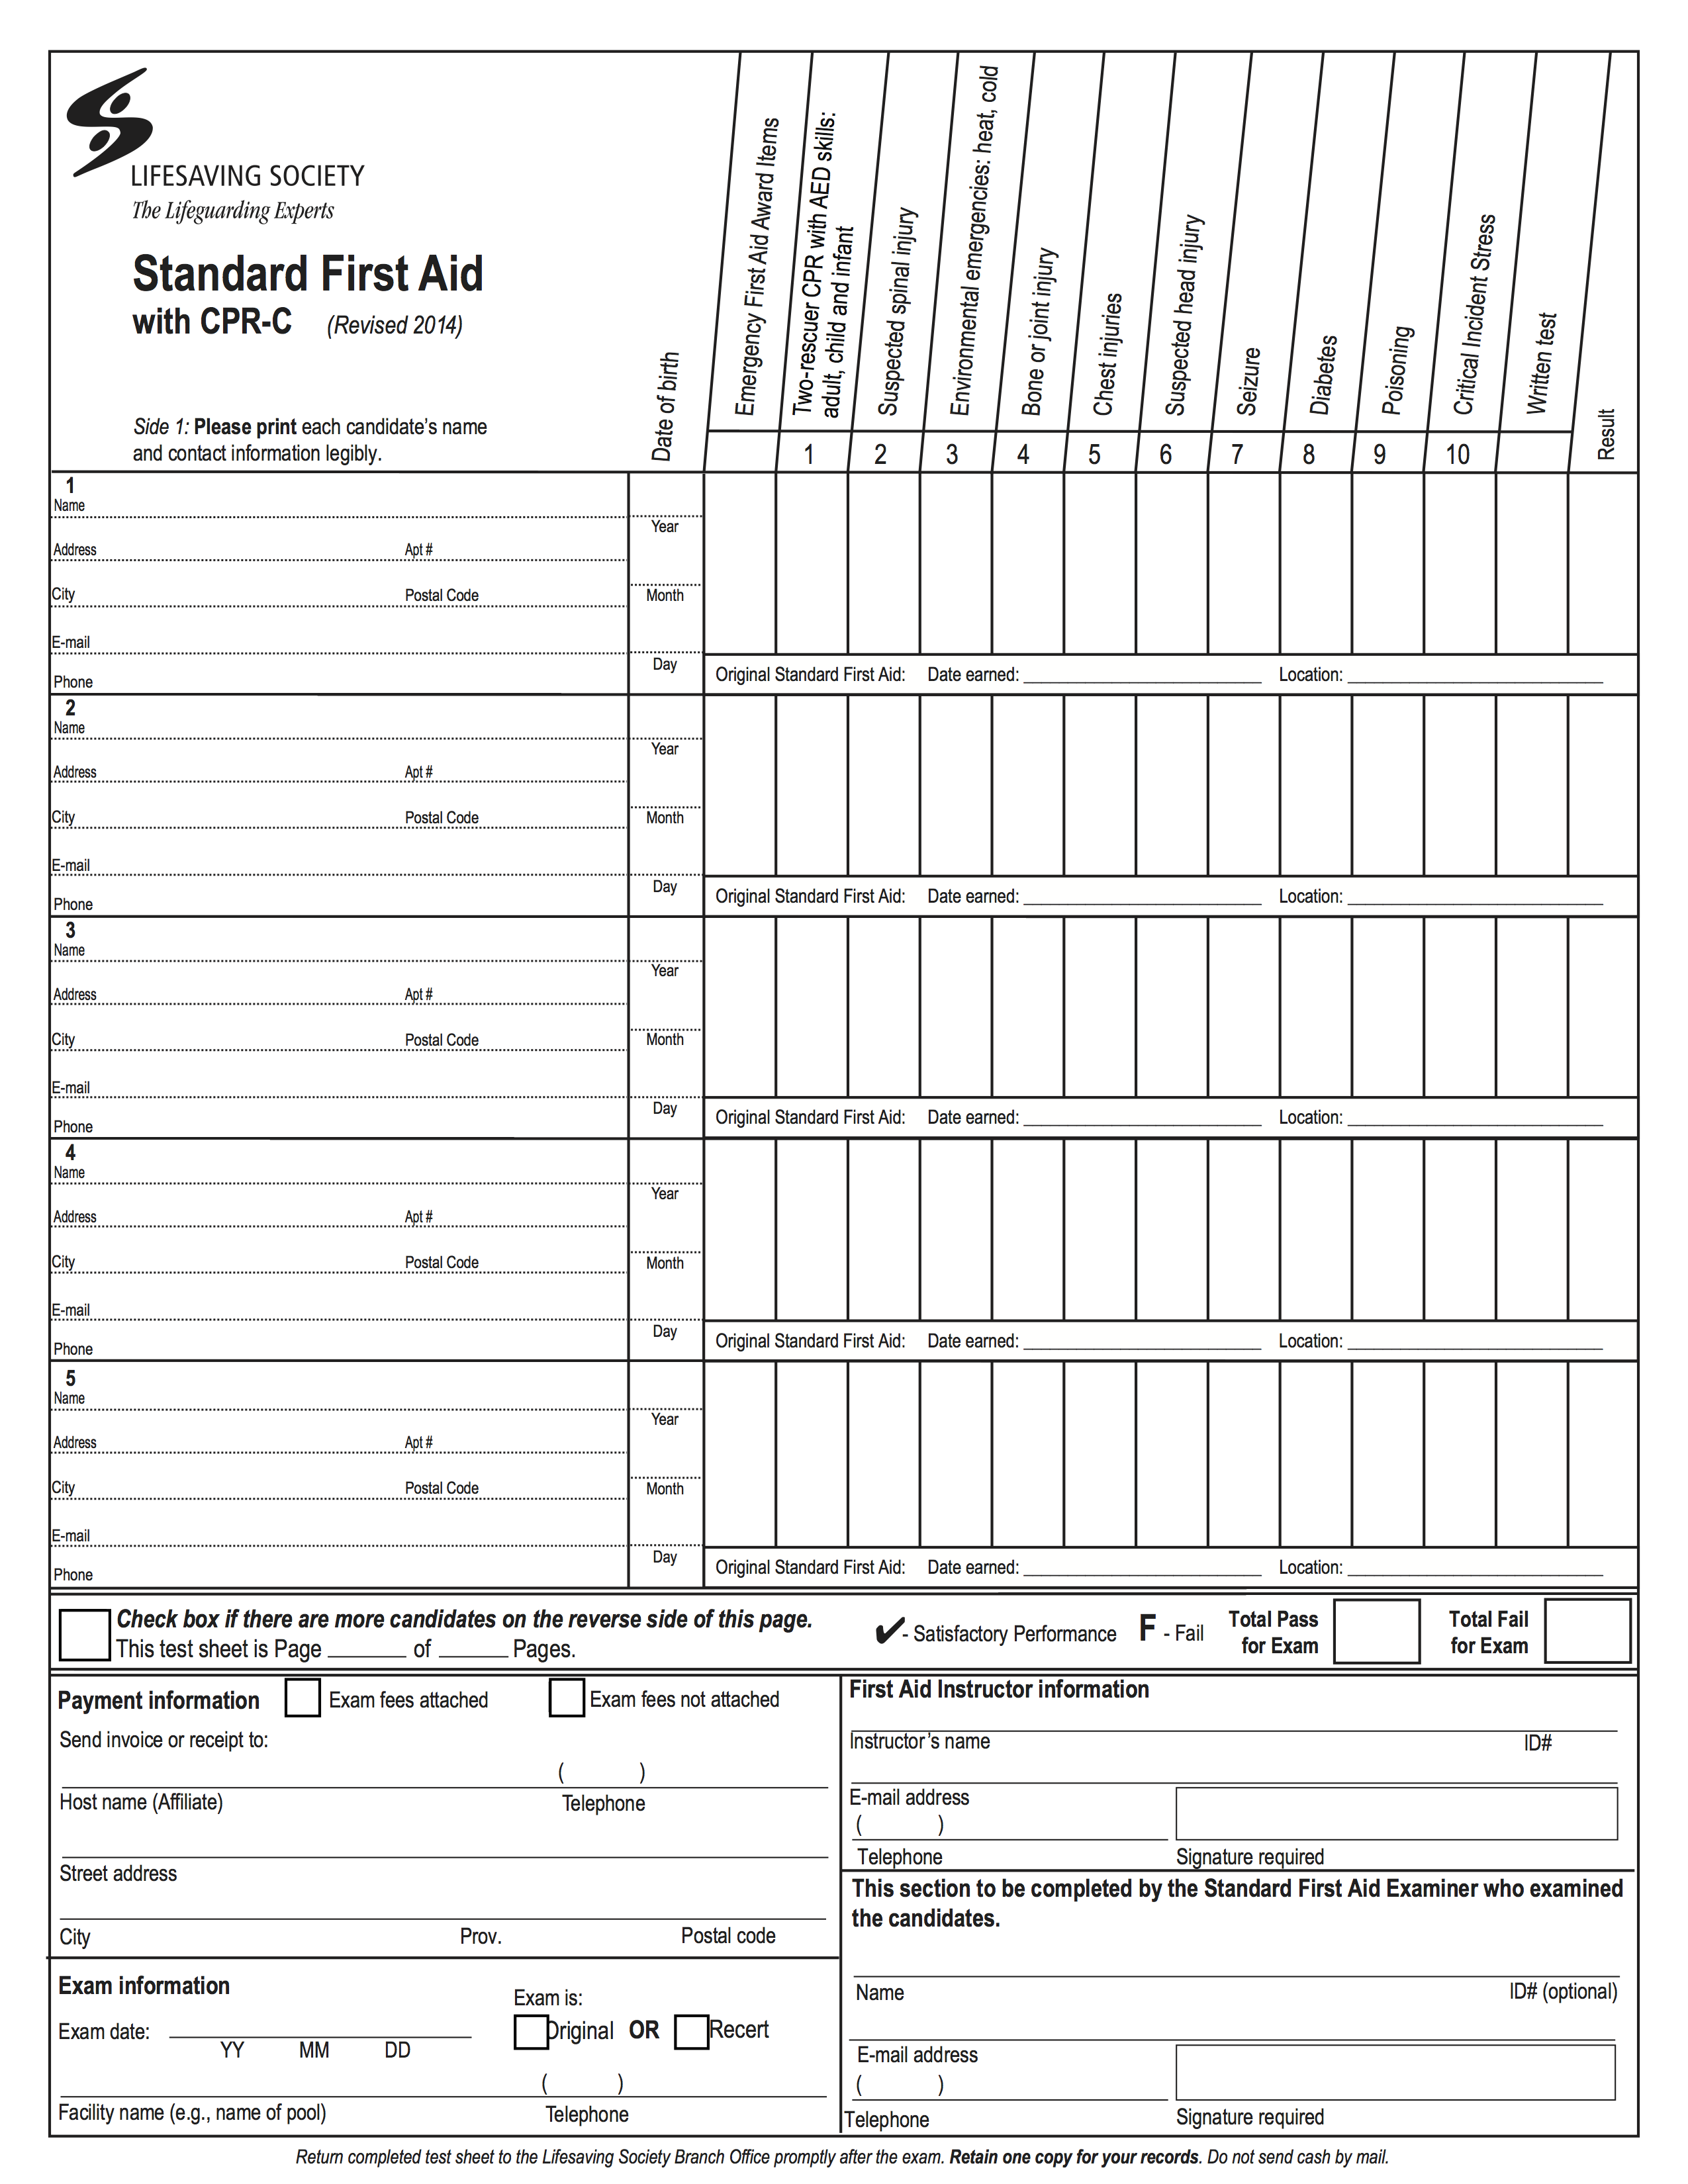 LIFESAVING SOCIETY
The Lifeguarding Experts
Standard First Aid
with CPR-C (Revised 2014)
Side 1: Please print each candidate's name
and contact information legibly.
Date of birth
Emergency First Aid Award Items
Two-rescuer CPR with AED skills:
adult, child and infant
Suspected spinal injury
Environmental emergencies: heat, cold
Bone or joint injury
Chest injuries
Suspected head injury
Seizure
Diabetes
Poisoning
Critical Incident Stress
Written test
Result
1 2 3 4 5 6 7 8 9 10
1
Name
Year
Address Apt #
City Postal Code Month
E-mail
Day
Phone
Original Standard First Aid: Date earned: Location:
2
Name
Year
Address Apt #
City Postal Code Month
E-mail
Day
Phone
Original Standard First Aid: Date earned: Location:
3
Name
Year
Address Apt #
City Postal Code Month
E-mail
Day
Phone
Original Standard First Aid: Date earned: Location:
4
Name
Year
Address Apt #
City Postal Code Month
E-mail
Day
Phone
Original Standard First Aid: Date earned: Location:
5
Name
Year
Address Apt #
City Postal Code Month
E-mail
Day
Phone
Original Standard First Aid: Date earned: Location:
Check box if there are more candidates on the reverse side of this page.
This test sheet is Page ________ of _______ Pages.
✔- Satisfactory Performance F - Fail
Total Pass
for Exam
Total Fail
for Exam
Payment information Exam fees attached Exam fees not attached
Send invoice or receipt to:
( )
Host name (Affiliate) Telephone
Street address
City Prov. Postal code
Exam information
Exam is:
Exam date: Original OR Recert
YY MM DD
( )
Facility name (e.g., name of pool) Telephone
First Aid Instructor information
Instructor's name ID#
E-mail address
( )
Telephone Signature required
This section to be completed by the Standard First Aid Examiner who examined
the candidates.
Name ID# (optional)
E-mail address
( )
Telephone Signature required
Return completed test sheet to the Lifesaving Society Branch Office promptly after the exam. Retain one copy for your records. Do not send cash by mail.